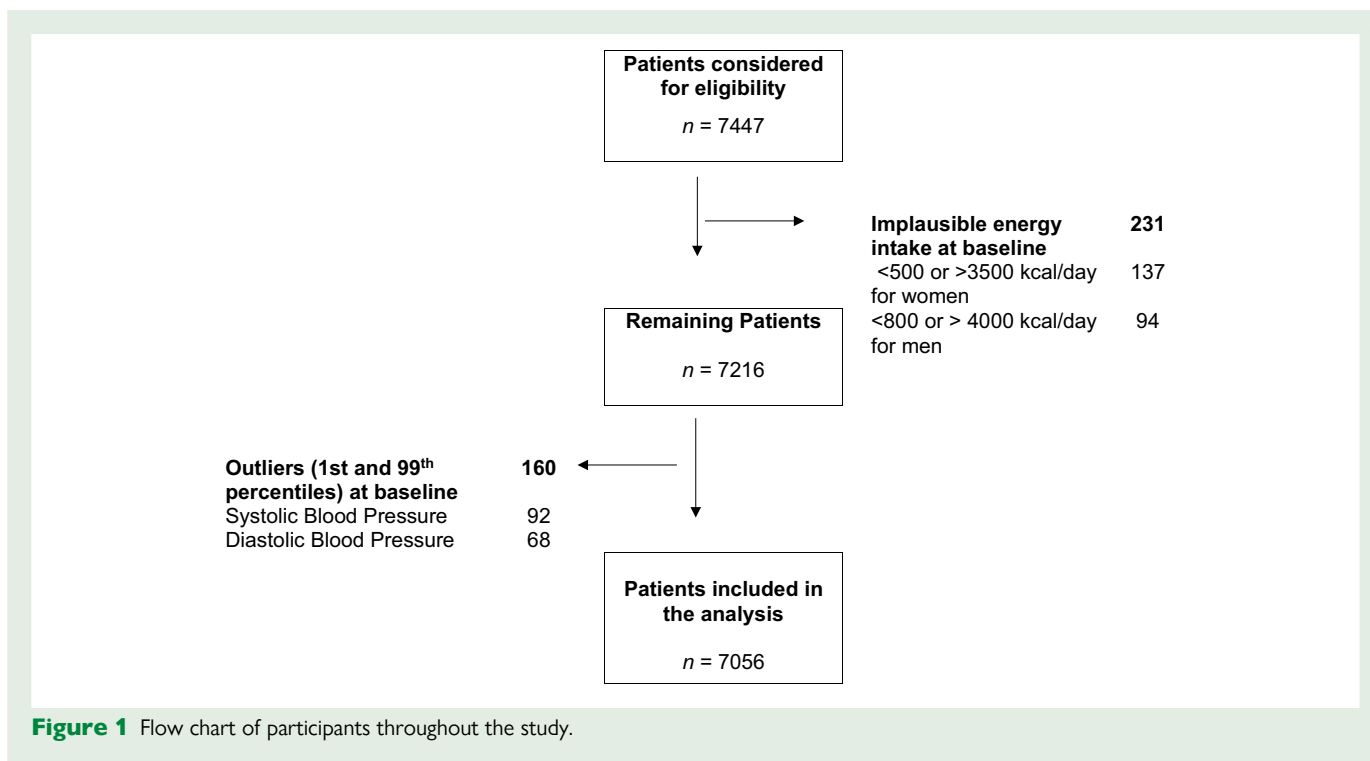 Patients considered
for eligibility
n = 7447
Implausible energy 231
intake at baseline
<500 or >3500 kcal/day 137
for women
<800 or > 4000 kcal/day 94
for men
Remaining Patients
n = 7216
Outliers (1st and 99th 160
percentiles) at baseline
Systolic Blood Pressure 92
Diastolic Blood Pressure 68
Patients included in
the analysis
n = 7056
Figure 1 Flow chart of participants throughout the study.